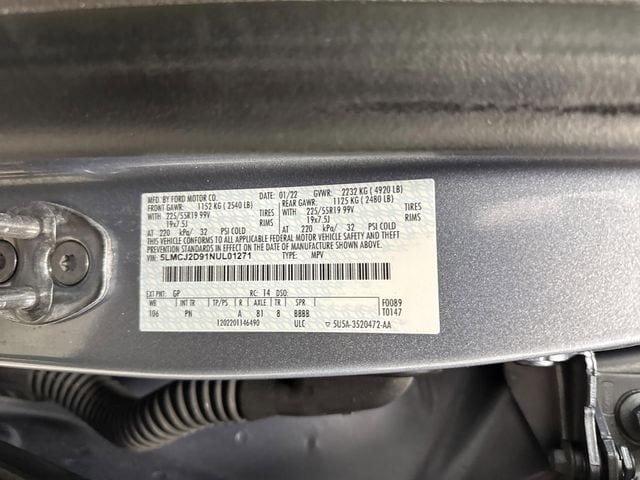 MFD. BY FORD MOTOR CO. DATE: 01/22 GVWR: 2232 KG ( 4920 LB)
FRONT GAWR: 1152 KG ( 2540 LB) REAR GAWR: 1125 KG ( 2480 LB)
225/55R19 99V TIRES 225/55R19 99V TIRES
19x7.5J RIMS 19x7.5J RIMS
AT 220 kPa/ 32 PSI COLD AT 220 kPa/ 32 PSI COLD
THIS VEHICLE CONFORMS TO ALL APPLICABLE FEDERAL MOTOR VEHICLE SAFETY AND THEFT
PREVENTION STANDARDS IN EFFECT ON THE DATE OF MANUFACTURE SHOWN ABOVE.
VIN: 5LMCJ2D91NUL01271 TYPE: MPV
EXT PNT: GP RC: 14 DSO:
WB INT TR TP/PS R AXLE TR SPR F0089
106 PN A 81 8 BBBB T0147
1202201146490 ULC ▽ 5U5A-3520472-AA